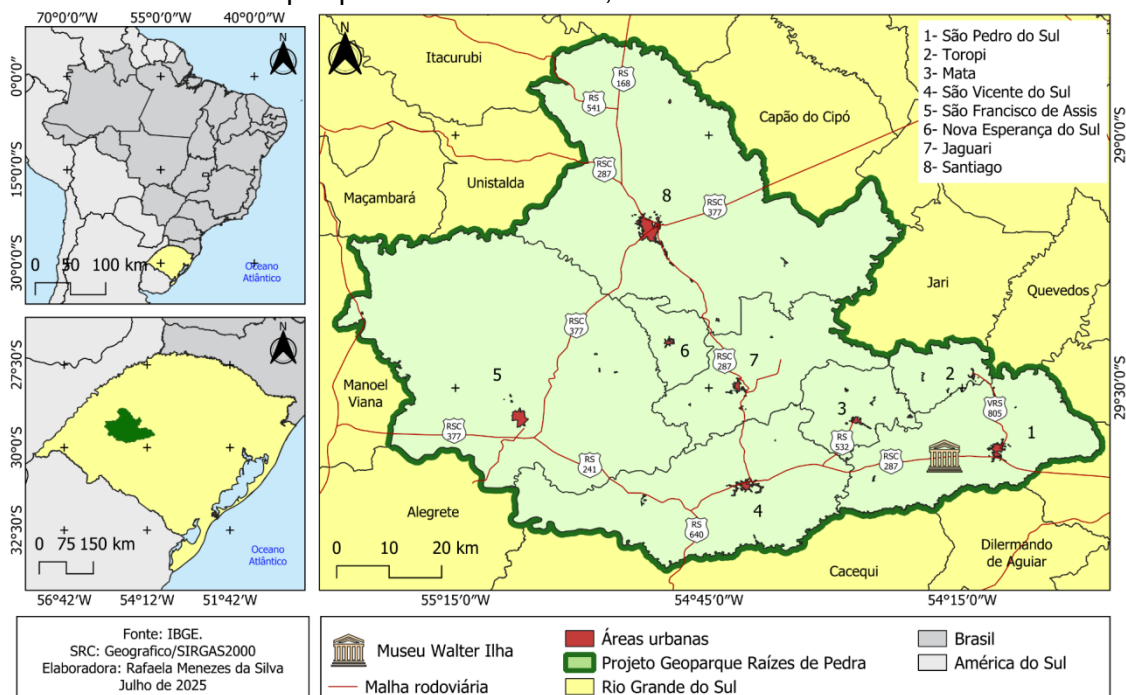 70°0′0″W 55°0′0″W 40°0′0″W
N
0°0′0″
15°0′0″S
30°0′0″S
0 50 100 km
Oceano
Atlântico
N
27°30′S
30°0′S
32°30′S
0 75 150 km
Oceano
Atlântico
56°42′W 54°12′W 51°42′W
N
Itacurubi
RS
168
RS
541
Capão do Cipó
1- São Pedro do Sul
2- Toropi
3- Mata
4- São Vicente do Sul
5- São Francisco de Assis
6- Nova Esperança do Sul
7- Jaguari
8- Santiago
29°0′0″S
Maçambará
Unistalda
RSC
287
8
RSC
377
Jari
Quevedos
RSC
377
6
RSC
287
7
5
Manoel
Viana
2
VRS
805
3
1
29°30′0″S
RSC
377
RS
532
RSC
287
RS
241
4
Alegrete
RS
640
Dilermando
de Aguiar
Cacequi
0 10 20 km
55°15′0″W 54°45′0″W 54°15′0″W
Fonte: IBGE.
SRC: Geografico/SIRGAS2000
Elaboradora: Rafaela Menezes da Silva
Julho de 2025
Museu Walter Ilha
Malha rodoviária
Áreas urbanas
Projeto Geoparque Raízes de Pedra
Rio Grande do Sul
Brasil
América do Sul